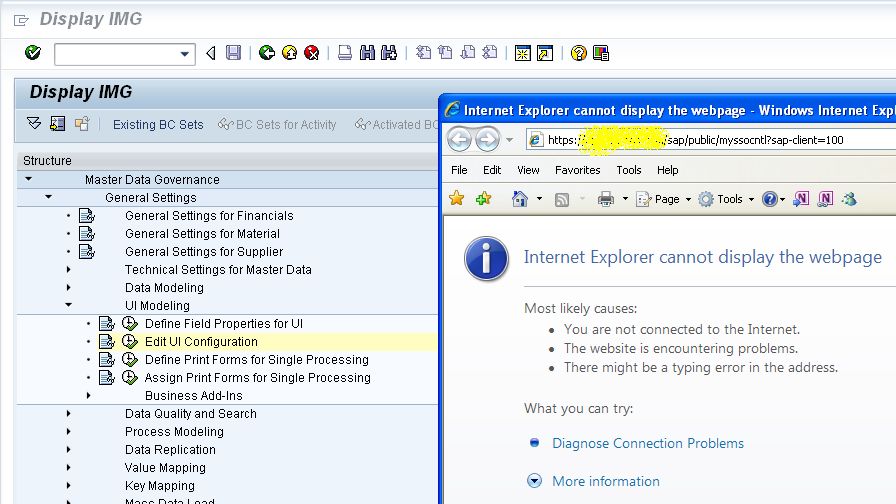 Display IMG
Display IMG
Existing BC Sets
BC Sets for Activity
Activated BC
Structure
Master Data Governance
General Settings
General Settings for Financials
General Settings for Material
General Settings for Supplier
Technical Settings for Master Data
Data Modeling
UI Modeling
Define Field Properties for UI
Edit UI Configuration
Define Print Forms for Single Processing
Assign Print Forms for Single Processing
Business Add-Ins
Data Quality and Search
Process Modeling
Data Replication
Value Mapping
Key Mapping
Mass Data Load
Internet Explorer cannot display the webpage - Windows Internet Expl
https:/ /sap/public/myssocntl?sap-client=100
File Edit View Favorites Tools Help
Page Tools
Internet Explorer cannot display the webpage
Most likely causes:
• You are not connected to the Internet.
• The website is encountering problems.
• There might be a typing error in the address.
What you can try:
Diagnose Connection Problems
More information